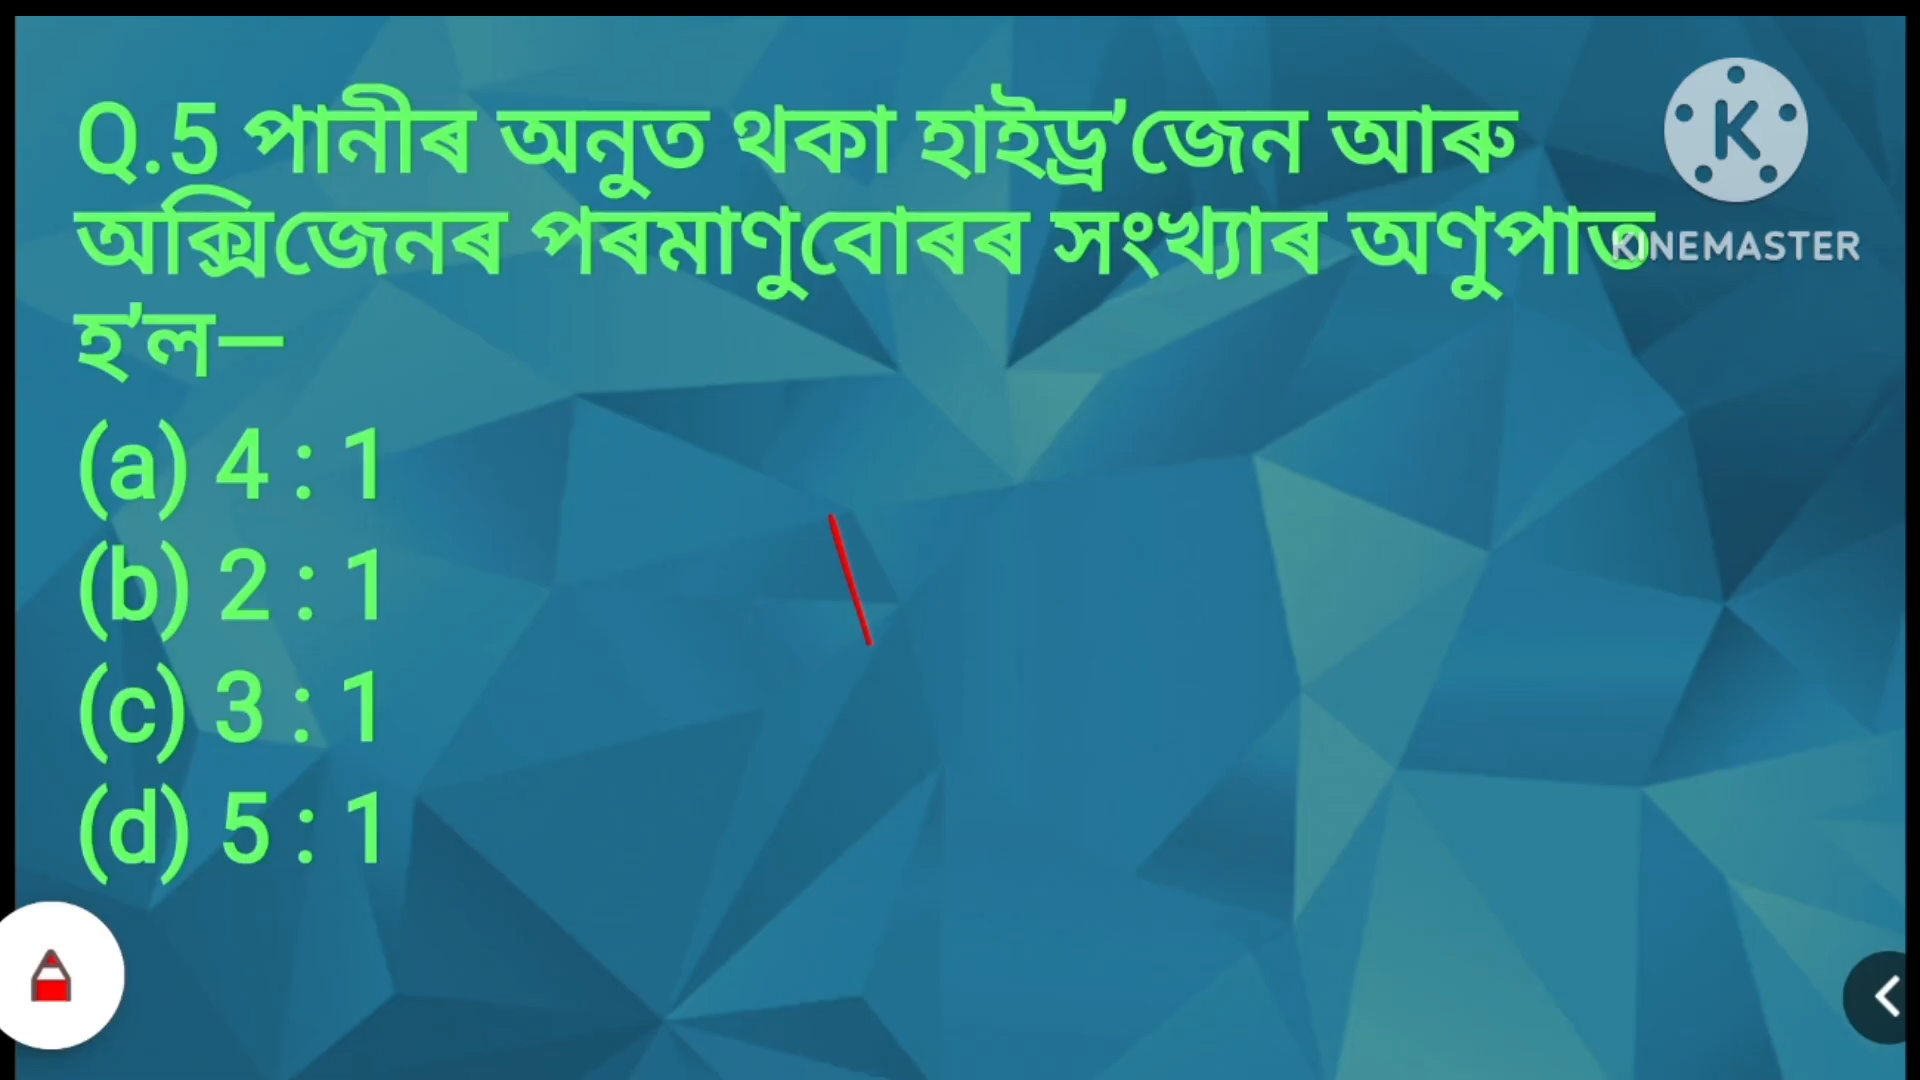 Q.5 পানীৰ অনুত থকা হাইড্ৰ'জেন আৰু
অক্সিজেনৰ পৰমাণুবোৰৰ সংখ্যাৰ অণুপাত
হ'ল—
(a) 4 : 1
(b) 2 : 1
(c) 3 : 1
(d) 5 : 1
K
KINEMASTER